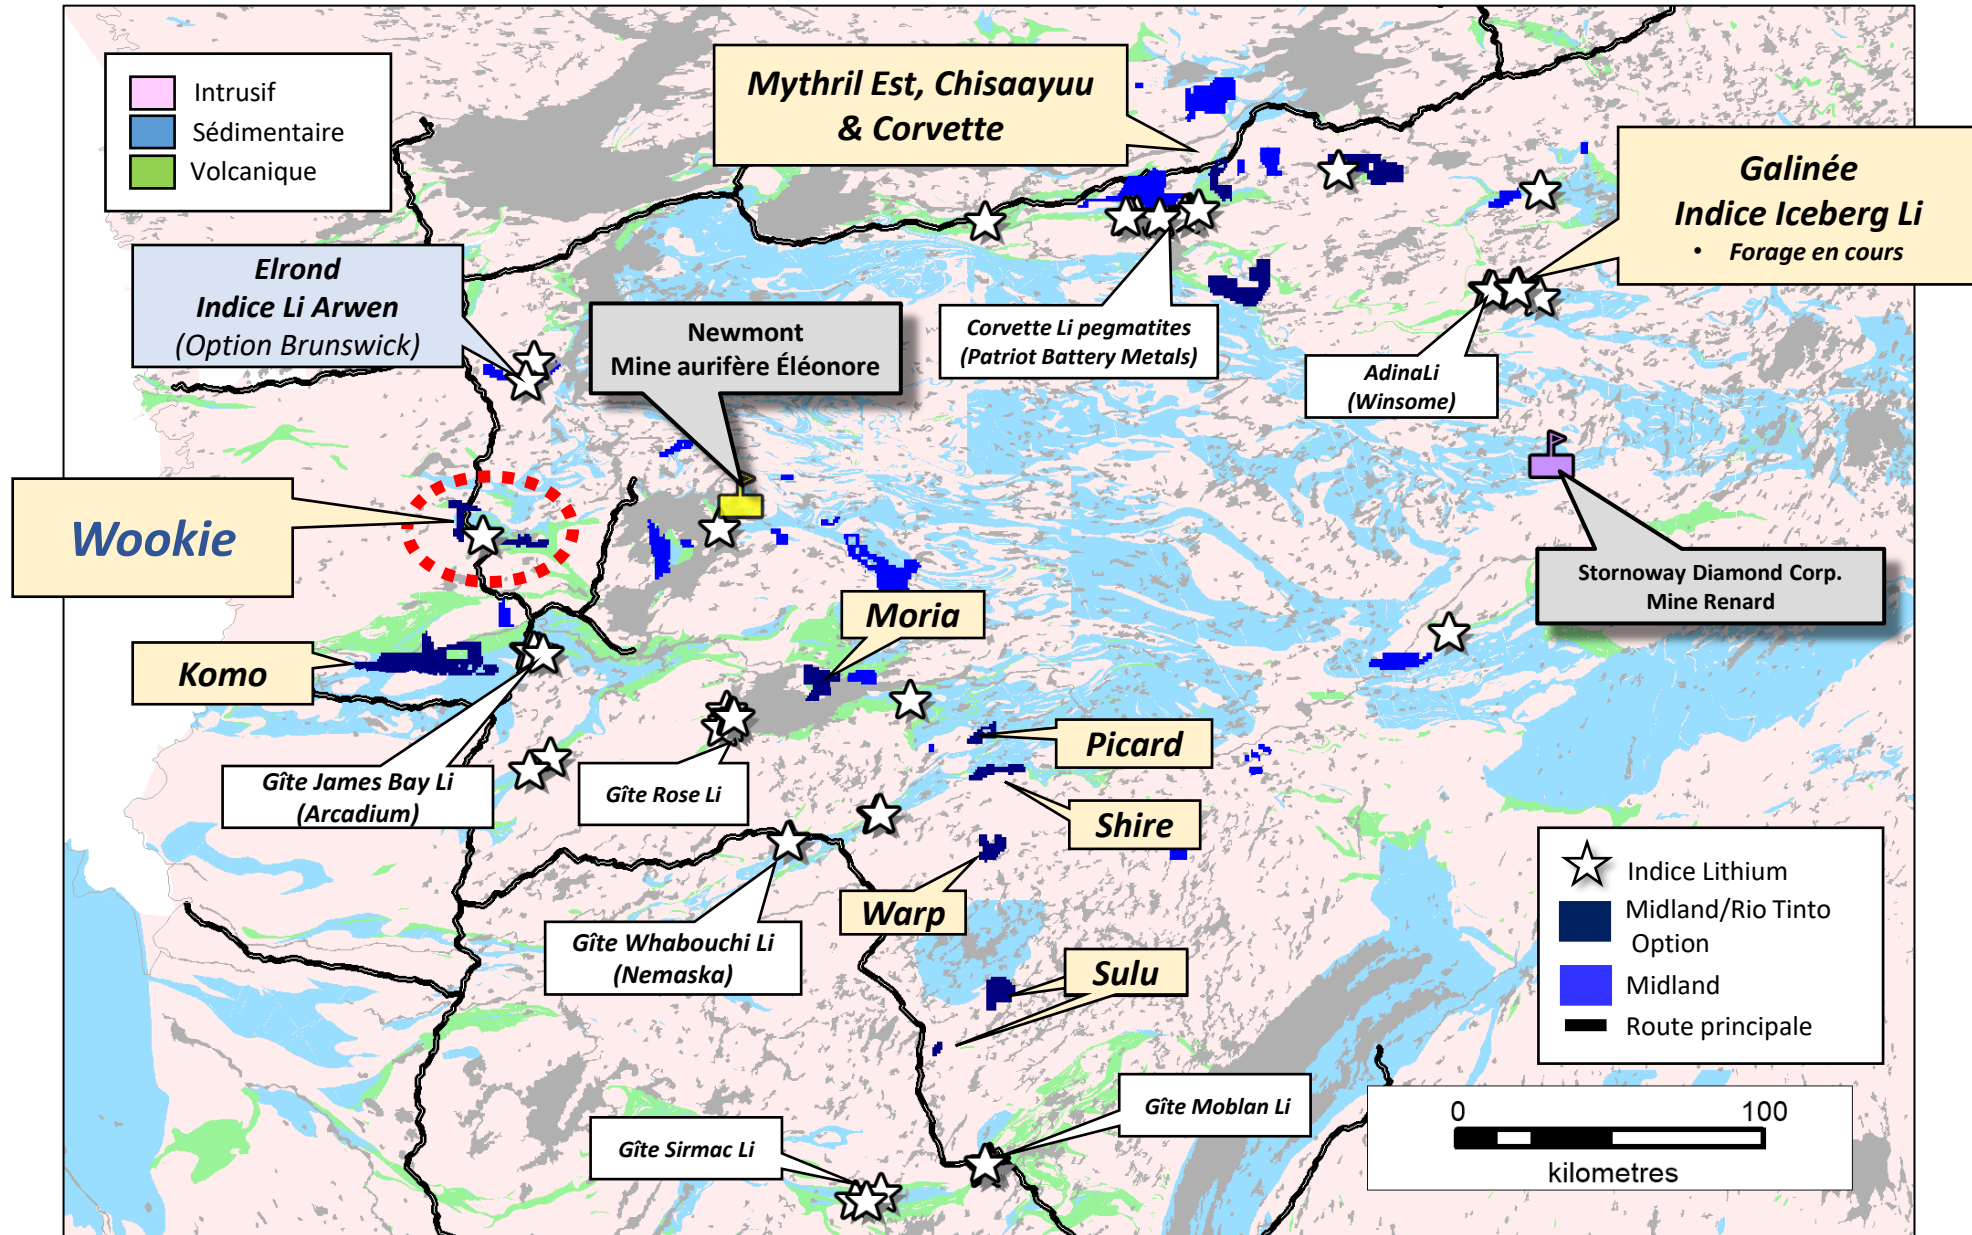 Intrusif
Sédimentaire
Volcanique
Mythril Est, Chisaayuu
& Corvette
Galinée
Indice Iceberg Li
• Forage en cours
Elrond
Indice Li Arwen
(Option Brunswick)
Newmont
Mine aurifère Éléonore
Corvette Li pegmatites
(Patriot Battery Metals)
AdinaLi
(Winsome)
Wookie
Stornoway Diamond Corp.
Mine Renard
Moria
Komo
Picard
Gîte James Bay Li
(Arcadium)
Gîte Rose Li
Shire
Warp
Gîte Whabouchi Li
(Nemaska)
Sulu
Indice Lithium
Midland/Rio Tinto
Option
Midland
Route principale
Gîte Moblan Li
Gîte Sirmac Li
0 100
kilometres